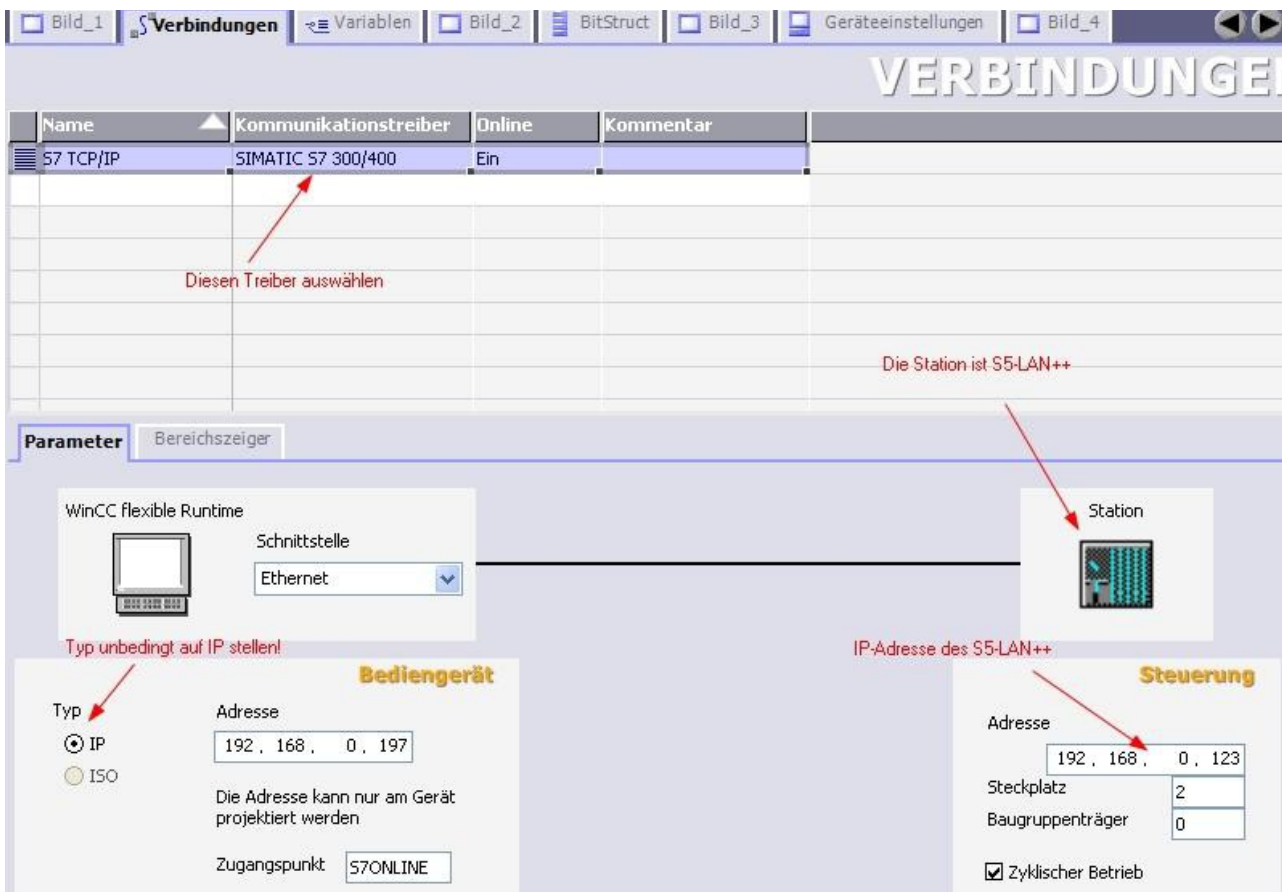 Bild_1 Verbindungen Variablen Bild_2 BitStruct Bild_3 Geräteeinstellungen Bild_4
VERBINDUNGE
Name Kommunikationstreiber Online Kommentar
S7 TCP/IP SIMATIC S7 300/400 Ein
Diesen Treiber auswählen
Die Station ist S5-LAN++
Parameter Bereichszeiger
WinCC flexible Runtime
Station
Schnittstelle
Ethernet
Typ unbedingt auf IP stellen!
IP-Adresse des S5-LAN++
Bediengerät
Steuerung
Typ
Adresse
IP
192 . 168 . 0 . 197
ISO
Die Adresse kann nur am Gerät
projektiert werden
Zugangspunkt S7ONLINE
Adresse
192 . 168 . 0 . 123
Steckplatz 2
Baugruppenträger 0
Zyklischer Betrieb